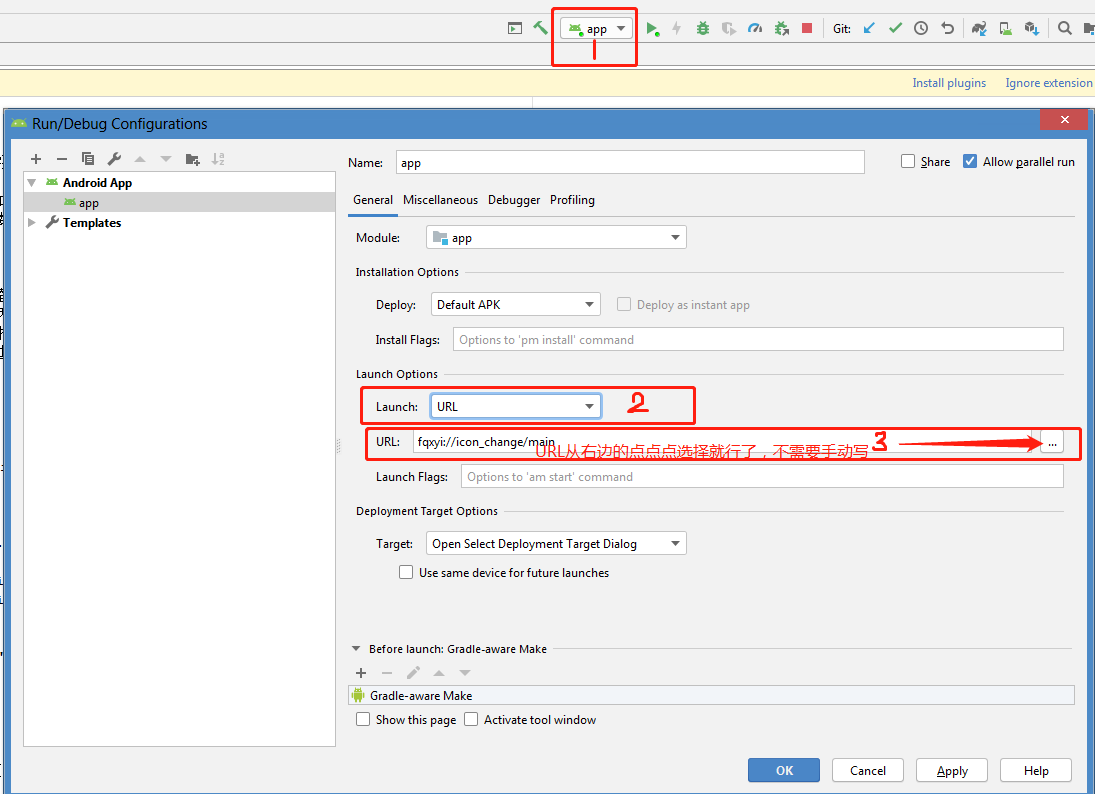 app
Git:
1
Install plugins Ignore extension
Run/Debug Configurations
Name: app
Share
Allow parallel run
Android App
app
Templates
General Miscellaneous Debugger Profiling
Module: app
Installation Options
Deploy: Default APK
Deploy as instant app
Install Flags: Options to 'pm install' command
Launch Options
Launch: URL
2
URL: fqxyi://icon_change/main
...
URL从右边的点点点选择就行了，不需要手动写
3
Launch Flags: Options to 'am start' command
Deployment Target Options
Target: Open Select Deployment Target Dialog
Use same device for future launches
Before launch: Gradle-aware Make
Gradle-aware Make
Show this page Activate tool window
OK Cancel Apply Help